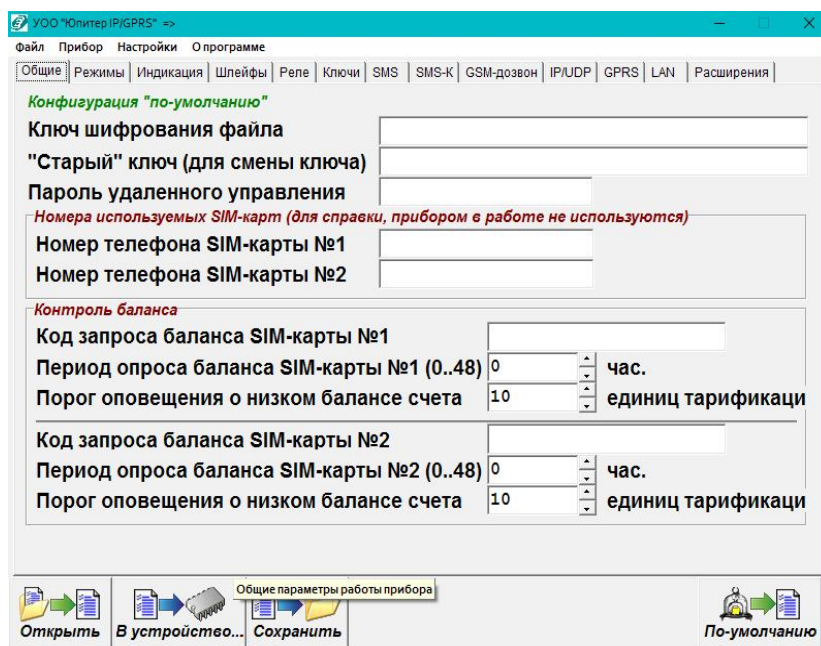 УОО "Юпитер IP/GPRS" =>
Файл Прибор Настройки О программе
Общие Режимы Индикация Шлейфы Реле Ключи SMS SMS-К GSM-дозвон IP/UDP GPRS LAN Расширения
Конфигурация "по-умолчанию"
Ключ шифрования файла
"Старый" ключ (для смены ключа)
Пароль удаленного управления
Номера используемых SIM-карт (для справки, прибором в работе не используются)
Номер телефона SIM-карты №1
Номер телефона SIM-карты №2
Контроль баланса
Код запроса баланса SIM-карты №1
Период опроса баланса SIM-карты №1 (0..48) 0 час.
Порог оповещения о низком балансе счета 10 единиц тарификаци
Код запроса баланса SIM-карты №2
Период опроса баланса SIM-карты №2 (0..48) 0 час.
Порог оповещения о низком балансе счета 10 единиц тарификаци
Общие параметры работы прибора
Открыть В устройство... Сохранить По-умолчанию